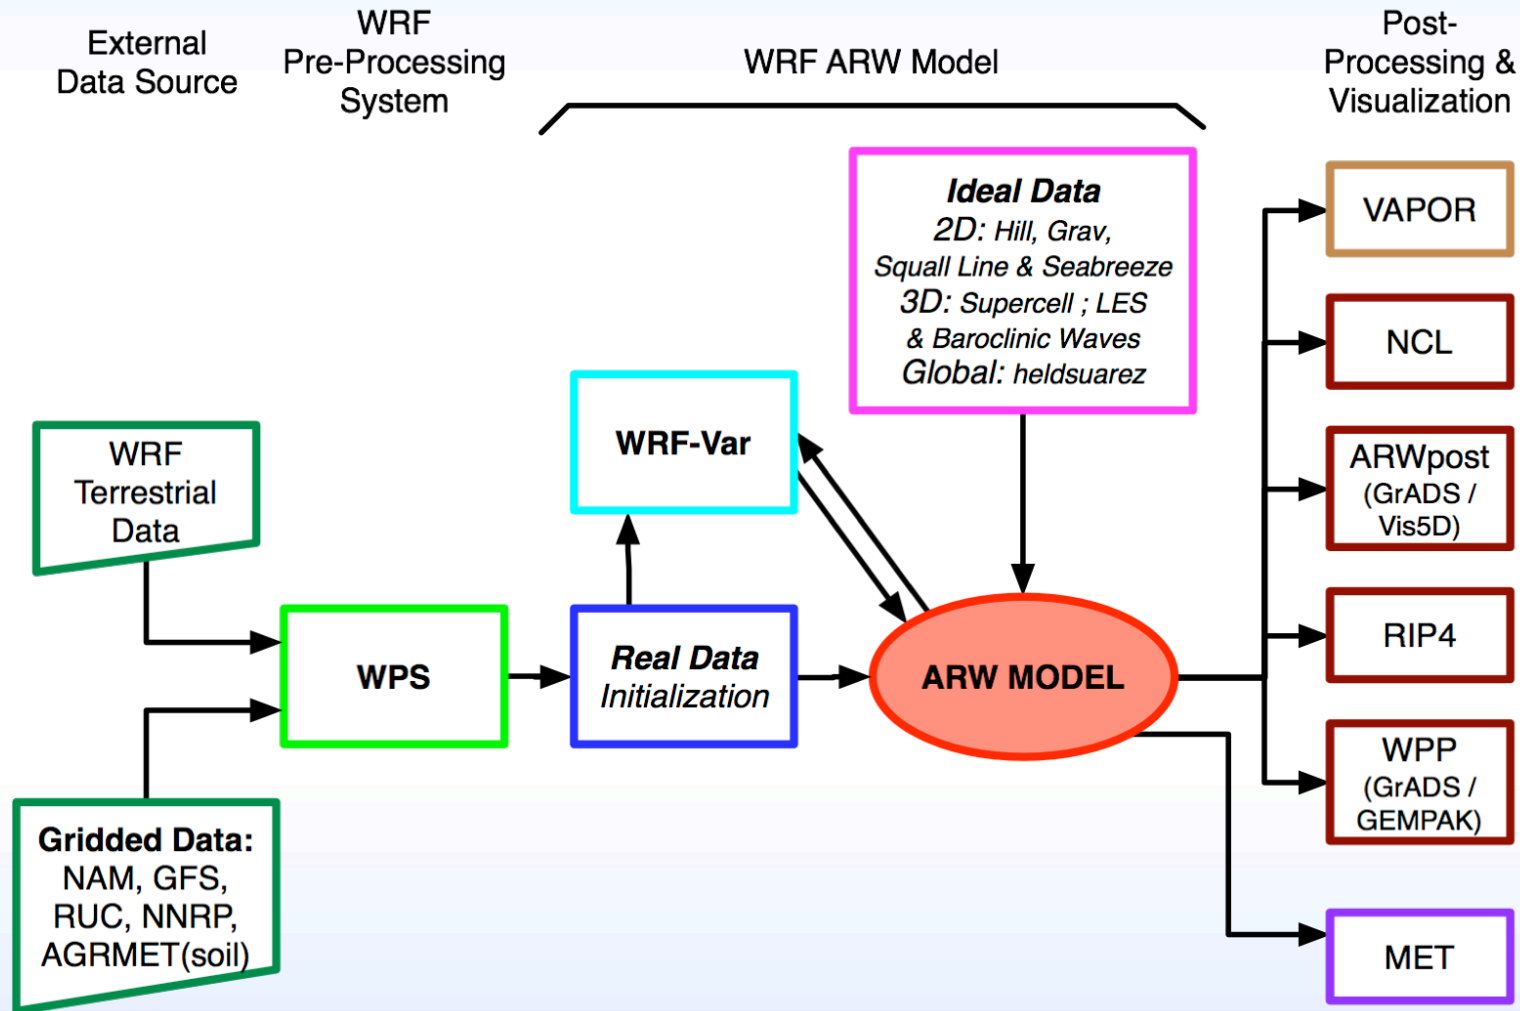 External
Data Source
WRF
Pre-Processing
System
WRF ARW Model
Post-
Processing &
Visualization
Ideal Data
2D: Hill, Grav,
Squall Line & Seabreeze
3D: Supercell ; LES
& Baroclinic Waves
Global: heldsuarez
VAPOR
NCL
ARWpost
(GrADS /
Vis5D)
RIP4
WPP
(GrADS /
GEMPAK)
MET
WRF-Var
WRF
Terrestrial
Data
WPS
Real Data
Initialization
ARW MODEL
Gridded Data:
NAM, GFS,
RUC, NNRP,
AGRMET(soil)